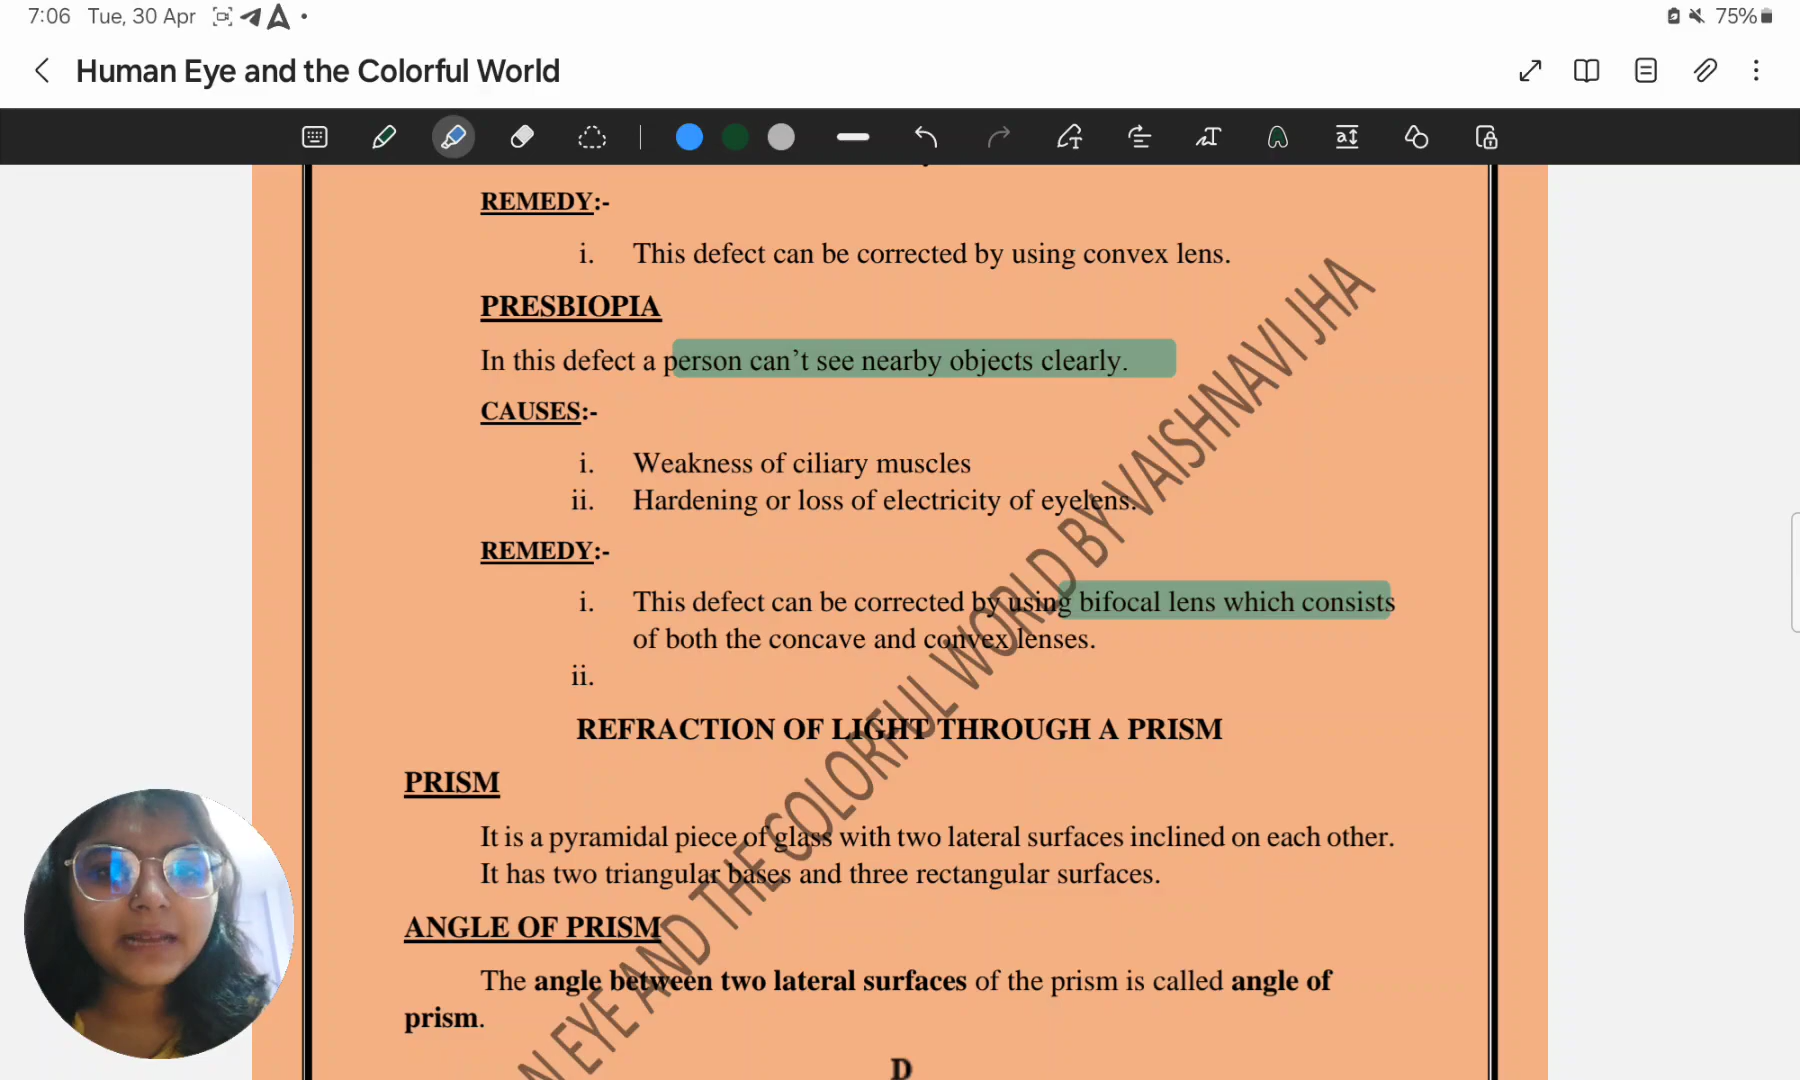 7:06 Tue, 30 Apr
75%
Human Eye and the Colorful World
REMEDY:-
i. This defect can be corrected by using convex lens.
PRESBIOPIA
In this defect a person can’t see nearby objects clearly.
CAUSES:-
i. Weakness of ciliary muscles
ii. Hardening or loss of electricity of eyelens.
REMEDY:-
i. This defect can be corrected by using bifocal lens which consists
of both the concave and convex lenses.
ii.
REFRACTION OF LIGHT THROUGH A PRISM
PRISM
It is a pyramidal piece of glass with two lateral surfaces inclined on each other.
It has two triangular bases and three rectangular surfaces.
ANGLE OF PRISM
The angle between two lateral surfaces of the prism is called angle of
prism.
D
N EYE AND THE COLORFUL WORLD BY VAISHNAVI JHA